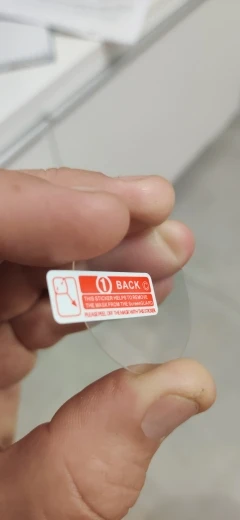 1 BACK
THIS STICKER HELPS TO REMOVE
THE MASK FROM THE
PLEASE PEEL OFF THE MASK WITH THIS STICKER